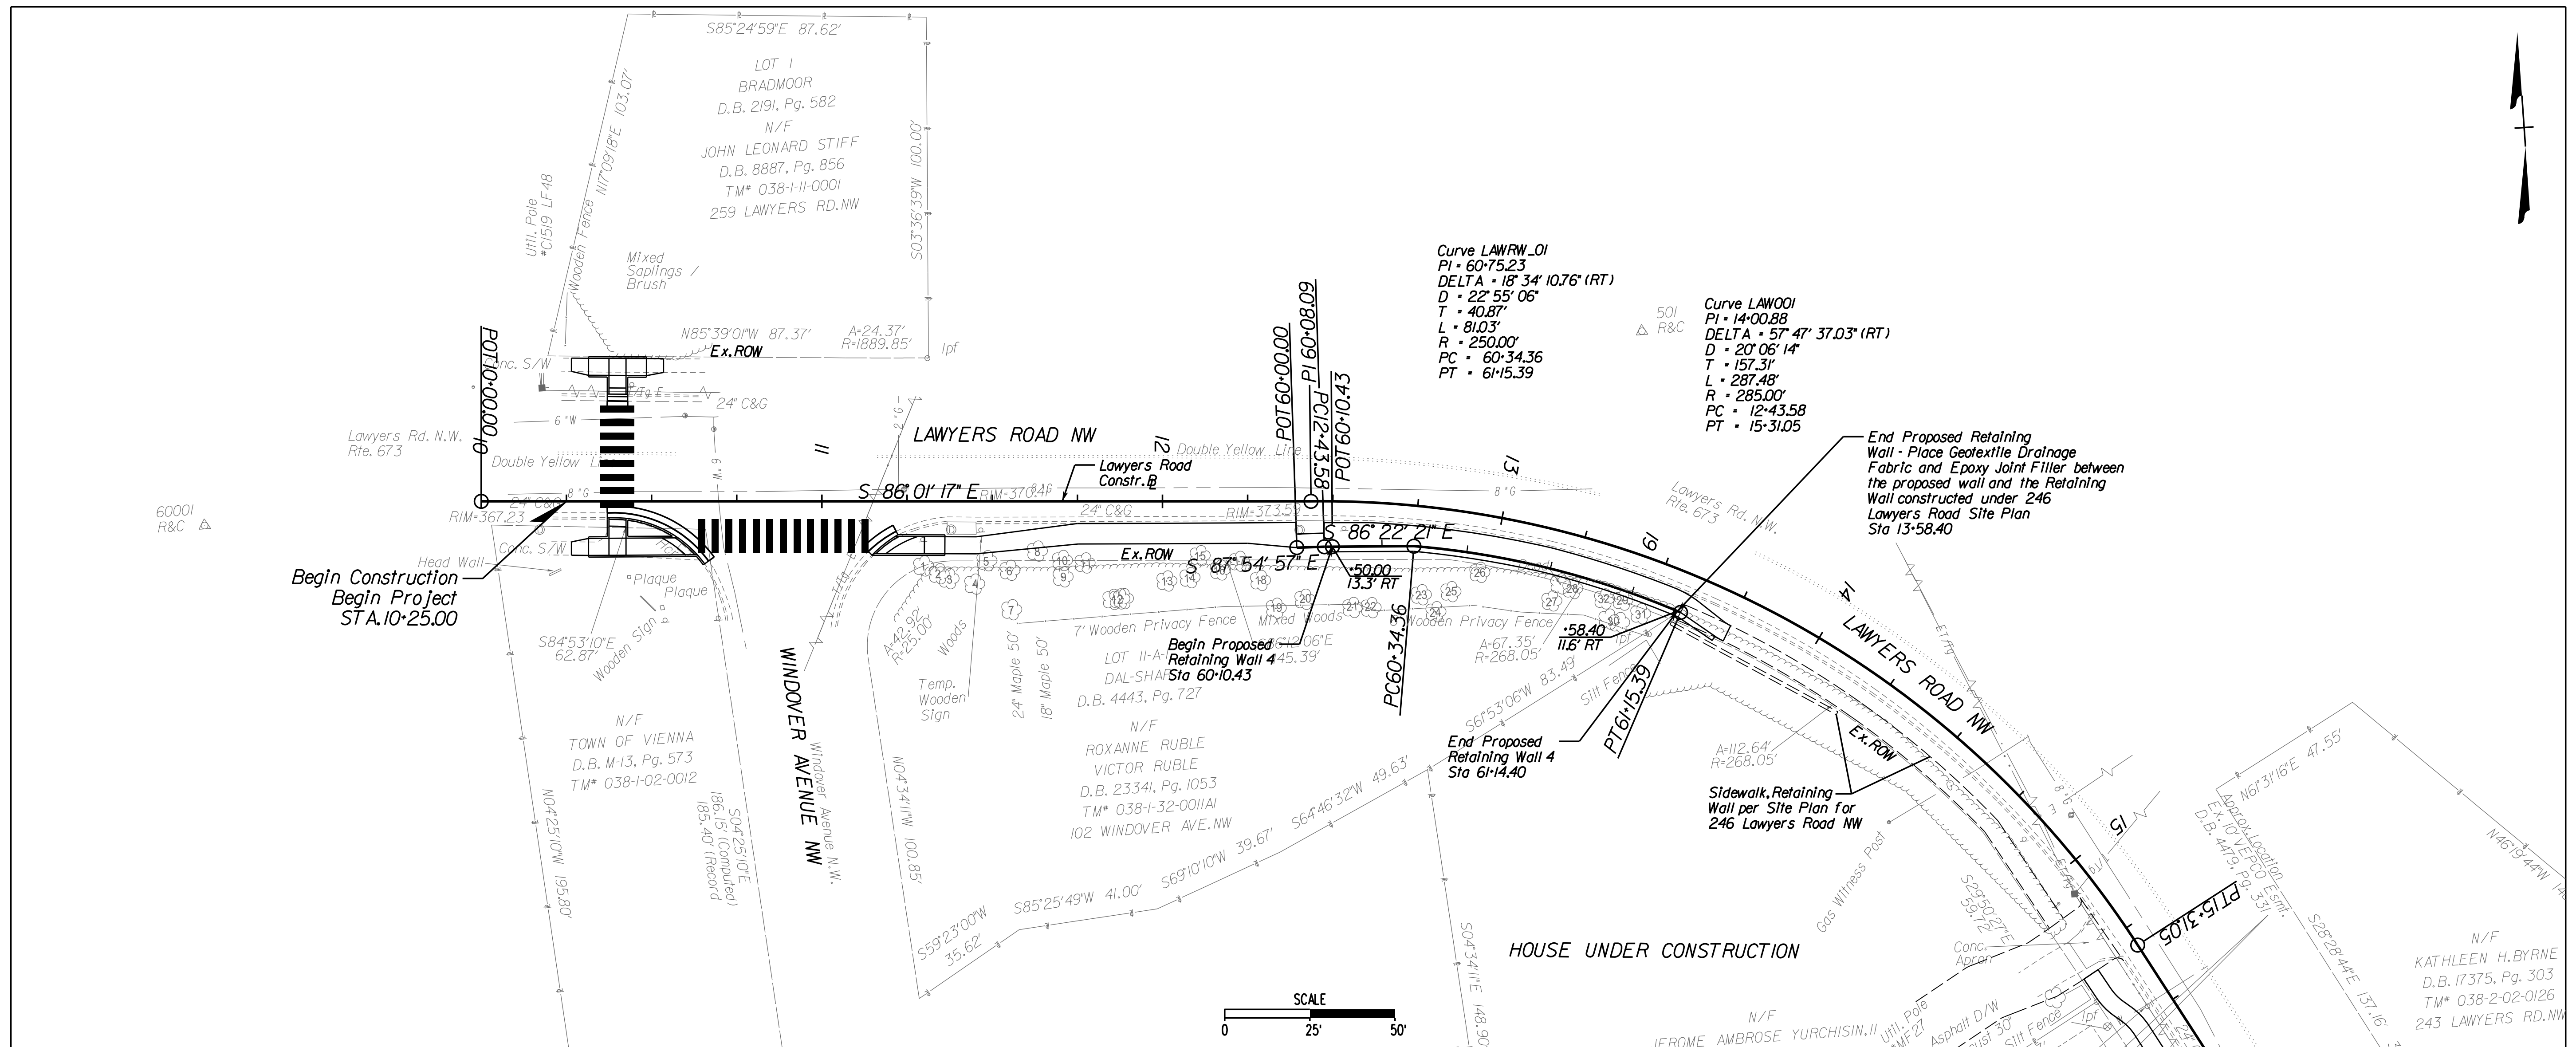 S85°24'59"E 87.62'
LOT 1
BRADMOOR
D.B. 2191, Pg. 582
N/F
JOHN LEONARD STIFF
D.B. 8887, Pg. 856
TM# 038-1-11-0001
259 LAWYERS RD.NW
Wooden Fence N17°09'18"E 103.07'
S03°36'39"W 100.00'
Util. Pole
#C1519 LF48
Mixed
Saplings /
Brush
N85°39'01"W 87.37'
A=24.37'
R=1889.85'
Ex.ROW
Ipf
Conc. S/W
24" C&G
6 "W
6 "W
2 "G
POT10+00.00
10
Lawyers Rd. N.W.
Rte. 673
Double Yellow Line
11
LAWYERS ROAD NW
12
Double Yellow Line
Lawyers Road
Constr. B
S 86°01'17" E
8 "G
24" C&G
RIM=367.23
RIM=370.41
8 "G
24" C&G
RIM=373.59
60001
R&C
Head Wall
Conc. S/W
Begin Construction
Begin Project
STA.10+25.00
Plaque
Plaque
Wooden Sign
S84°53'10"E
62.87'
N/F
TOWN OF VIENNA
D.B. M-13, Pg. 573
TM# 038-1-02-0012
N04°25'10"W 195.80'
S04°25'10"E
186.15' (Computed)
185.40' (Record
WINDOVER AVENUE NW
Windover Avenue N.W.
A=42.92'
R=25.00'
Woods
Temp.
Wooden
Sign
N04°34'11"W 100.85'
24" Maple 50'
18" Maple 50'
7' Wooden Privacy Fence
Mixed Woods
Wooden Privacy Fence
Ex.ROW
S 87°54'57" E
S 86°22'21" E
POT60+00.00
PI 60+08.09
PC12+43.58
POT60+10.43
+50.00
13.3' RT
Begin Proposed
Retaining Wall 4
Sta 60+10.43
PC60+34.36
A=67.35'
R=268.05'
+58.40
11.6' RT
Ipf
Silt Fence
End Proposed
Retaining Wall 4
Sta 61+14.40
PT61+15.39
D.B. 4443, Pg. 727
N/F
ROXANNE RUBLE
VICTOR RUBLE
D.B. 23341, Pg. 1053
TM# 038-1-32-0011A1
102 WINDOVER AVE.NW
S59°23'00"W
35.62'
S85°25'49"W 41.00'
S69°10'10"W 39.67'
S64°46'32"W 49.63'
S61°53'06"W 83.49'
S04°34'11"E 148.90'
Curve LAWRW_01
PI = 60+75.23
DELTA = 18° 34' 10.76" (RT)
D = 22° 55' 06"
T = 40.87'
L = 81.03'
R = 250.00'
PC = 60+34.36
PT = 61+15.39
501
R&C
Curve LAW001
PI = 14+00.88
DELTA = 57° 47' 37.03" (RT)
D = 20° 06' 14"
T = 157.31'
L = 287.48'
R = 285.00'
PC = 12+43.58
PT = 15+31.05
End Proposed Retaining
Wall - Place Geotextile Drainage
Fabric and Epoxy Joint Filler between
the proposed wall and the Retaining
Wall constructed under 246
Lawyers Road Site Plan
Sta 13+58.40
13
8 "G
Lawyers Rd. N.W.
Rte. 673
19
14
LAWYERS ROAD NW
ET/Tg
A=112.64'
R=268.05'
Ex.ROW
Sidewalk, Retaining
Wall per Site Plan for
246 Lawyers Road NW
Gas Witness Post
S29°50'27"E
59.72'
15
PT15+31.05
Approx. Location
Ex. 10' VEPCO Esmt.
D.B. 4479, Pg. 331
N61°31'16"E 47.55'
N46°19'44"W
S28°28'44"E 137.16'
N/F
KATHLEEN H.BYRNE
D.B. 17375, Pg. 303
TM# 038-2-02-0126
243 LAWYERS RD.NW
HOUSE UNDER CONSTRUCTION
Conc.
Apron
N/F
JEROME AMBROSE YURCHISIN, II
Util. Pole
Asphalt D/W
Silt Fence
Ipf
SCALE
0 25' 50'